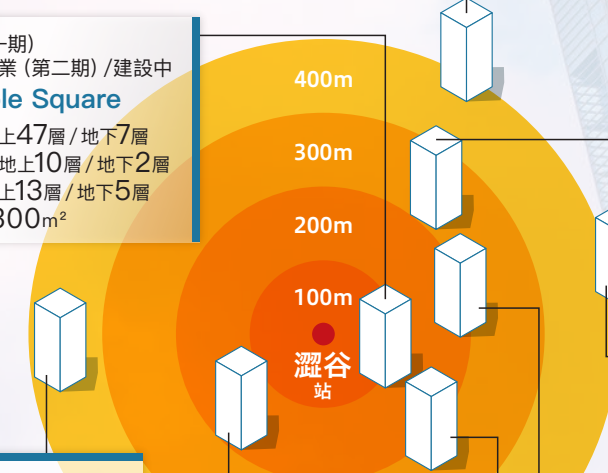 一期)
業 (第二期) /建設中
le Square
上47層 / 地下7層
地上10層 / 地下2層
上13層 / 地下5層
300m²
400m
300m
200m
100m
澀谷
站